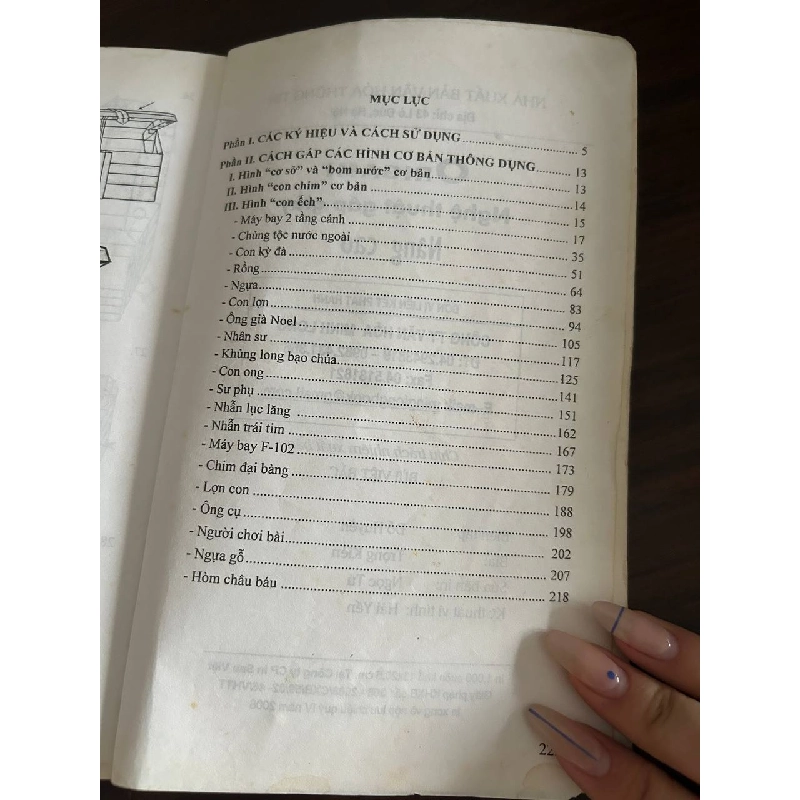 MỤC LỤC
Phần I. CÁC KÝ HIỆU VÀ CÁCH SỬ DỤNG ........ 5
Phần II. CÁCH GẤP CÁC HÌNH CƠ BẢN THÔNG DỤNG ........ 13
I. Hình “cơ sở” và “bom nước” cơ bản ........ 13
II. Hình “con chim” cơ bản ........ 14
III. Hình “con ếch” ........ 15
- Máy bay 2 tầng cánh ........ 17
- Chủng tộc nước ngoài ........ 35
- Con kỳ đà ........ 51
- Rồng ........ 64
- Ngựa ........ 83
- Con lợn ........ 94
- Ông già Noel ........ 105
- Nhân sư ........ 117
- Khủng long bạo chúa ........ 125
- Con ong ........ 141
- Sư phụ ........ 151
- Nhẫn lục lăng ........ 162
- Nhẫn trái tim ........ 167
- Máy bay F-102 ........ 173
- Chim đại bàng ........ 179
- Lợn con ........ 188
- Ông cụ ........ 198
- Người chơi bài ........ 202
- Ngựa gỗ ........ 207
- Hòm châu báu ........ 218